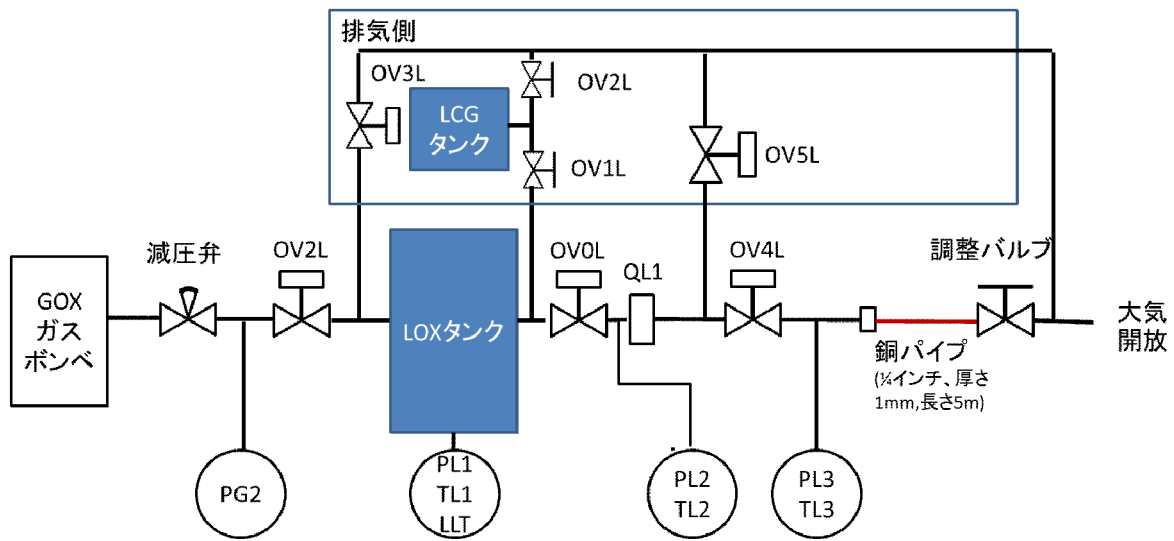 排気側
OV3L
OV2L
LCG
タンク
OV1L
OV5L
減圧弁
OV2L
OV0L
QL1
OV4L
調整バルブ
GOX
ガス
ボンベ
LOXタンク
大気
開放
銅パイプ
(¼インチ、厚さ
1mm,長さ5m)
PG2
PL1
TL1
LLT
PL2
TL2
PL3
TL3